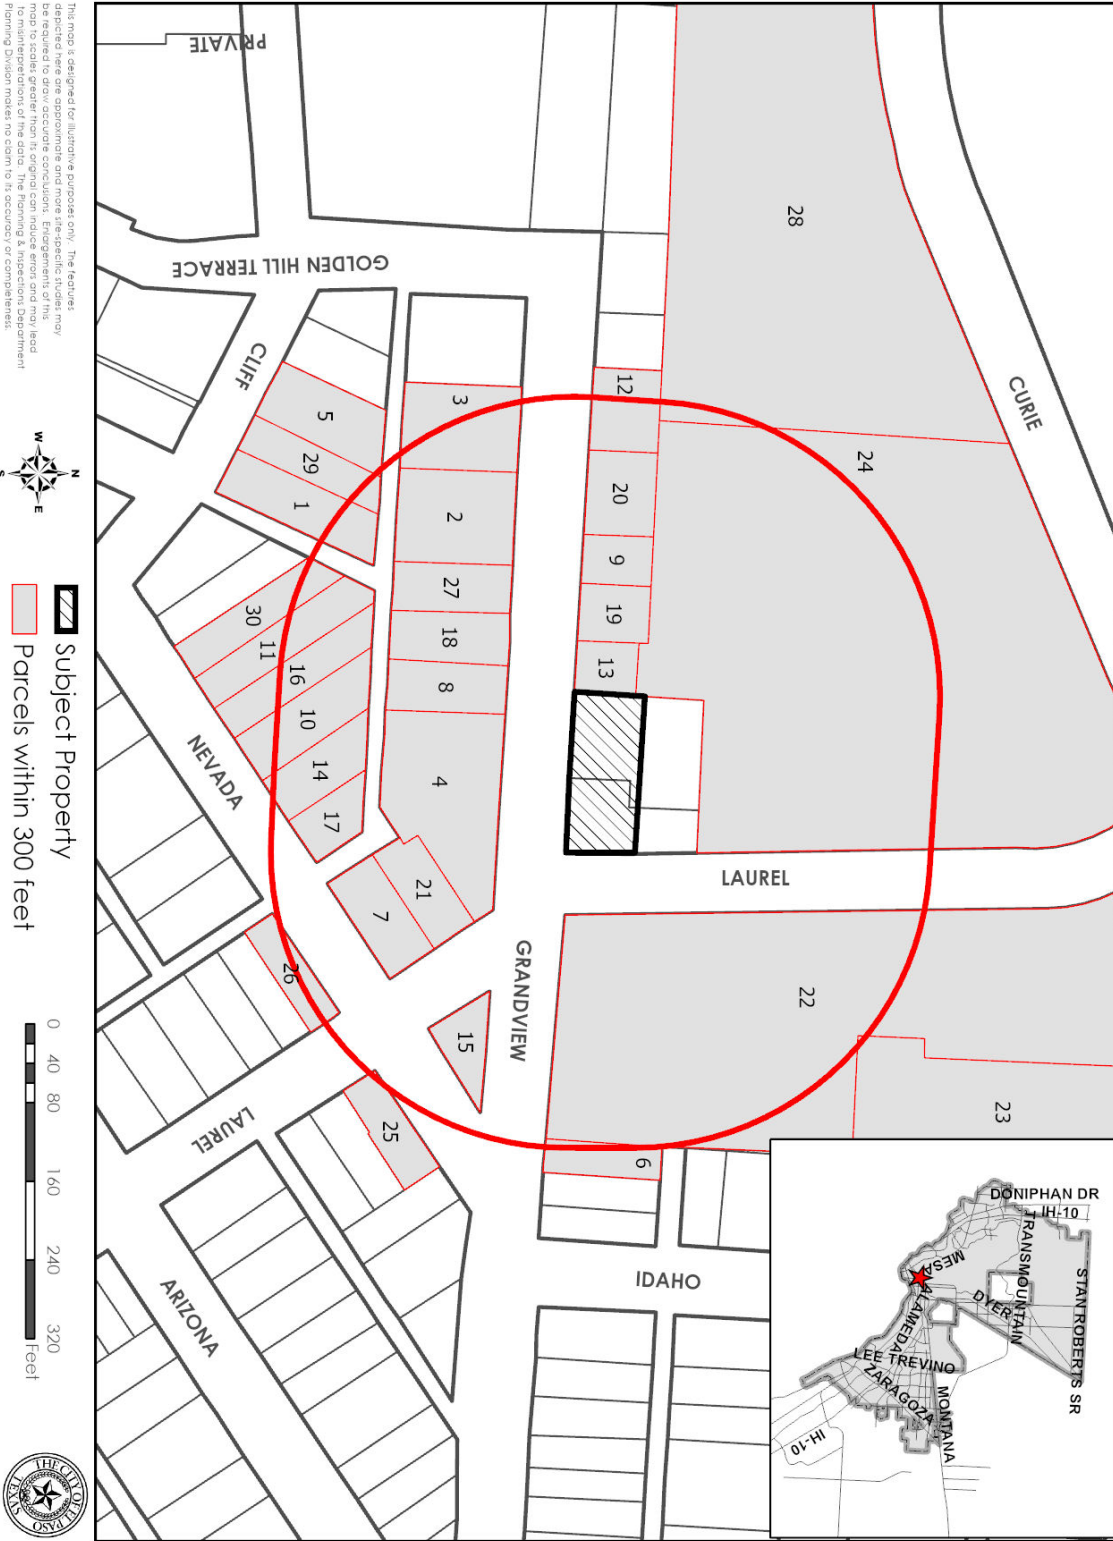 PRIVATE
GOLDEN HILL TERRACE
CLIFF
CURIE
NEVADA
LAUREL
GRANDVIEW
LAUREL
ARIZONA
IDAHO
28
24
12
20
9
19
13
3
2
27
18
8
4
5
29
1
30
11
16
10
14
17
21
7
26
15
25
22
23
6
DONIPHAN DR
IH-10
TRANSMOUNTAIN
STAN ROBERTS SR
MESA
DYER
ALAMEDA
LEE TREVINO
ZARAGOZA
MONTANA
IH-10
This map is designed for illustrative purposes only. The features
depicted here are approximate and more site-specific studies may
be required to draw accurate conclusions. Enlargements of this
map to scales greater than its original can induce errors and may lead
to misinterpretations of the data. The Planning & Inspections Department
Planning Division makes no claim to its accuracy or completeness.
N
W
E
S
Subject Property
Parcels within 300 feet
0 40 80 160 240 320
Feet
THE CITY OF EL PASO
TEXAS